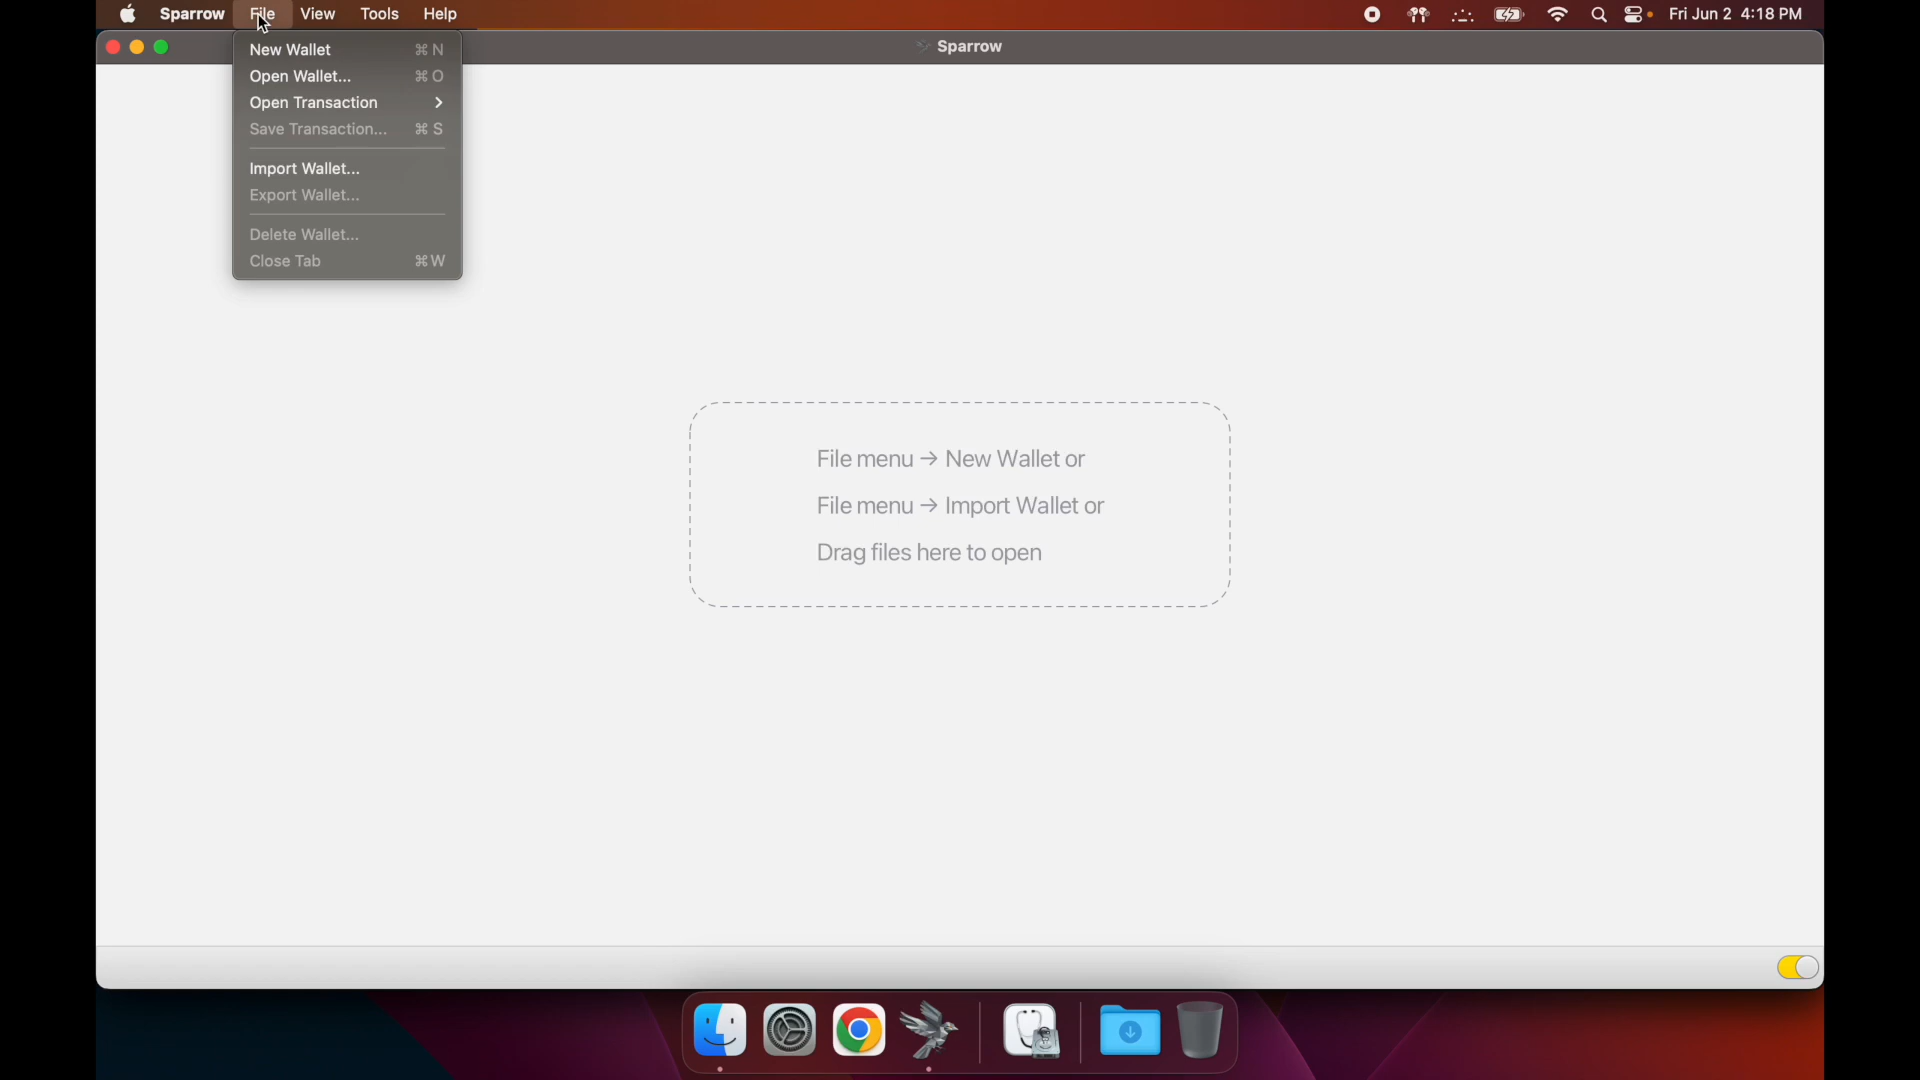 Sparrow File View Tools Help Fri Jun 2 4:18 PM
Sparrow
New Wallet ⌘ N
Open Wallet... ⌘ O
Open Transaction >
Save Transaction... ⌘ S
Import Wallet...
Export Wallet...
Delete Wallet...
Close Tab ⌘ W
File menu → New Wallet or
File menu → Import Wallet or
Drag files here to open